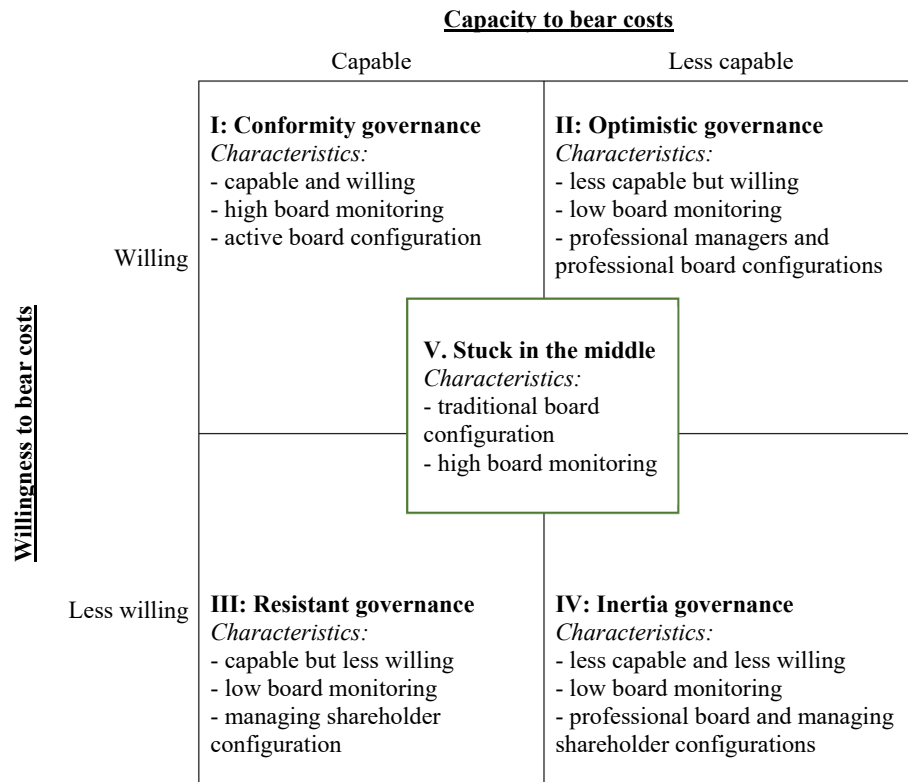 Capacity to bear costs
Capable
Less capable
Willingness to bear costs
Willing
I: Conformity governance
Characteristics:
- capable and willing
- high board monitoring
- active board configuration
II: Optimistic governance
Characteristics:
- less capable but willing
- low board monitoring
- professional managers and
professional board configurations
V. Stuck in the middle
Characteristics:
- traditional board
configuration
- high board monitoring
Less willing
III: Resistant governance
Characteristics:
- capable but less willing
- low board monitoring
- managing shareholder
configuration
IV: Inertia governance
Characteristics:
- less capable and less willing
- low board monitoring
- professional board and managing
shareholder configurations